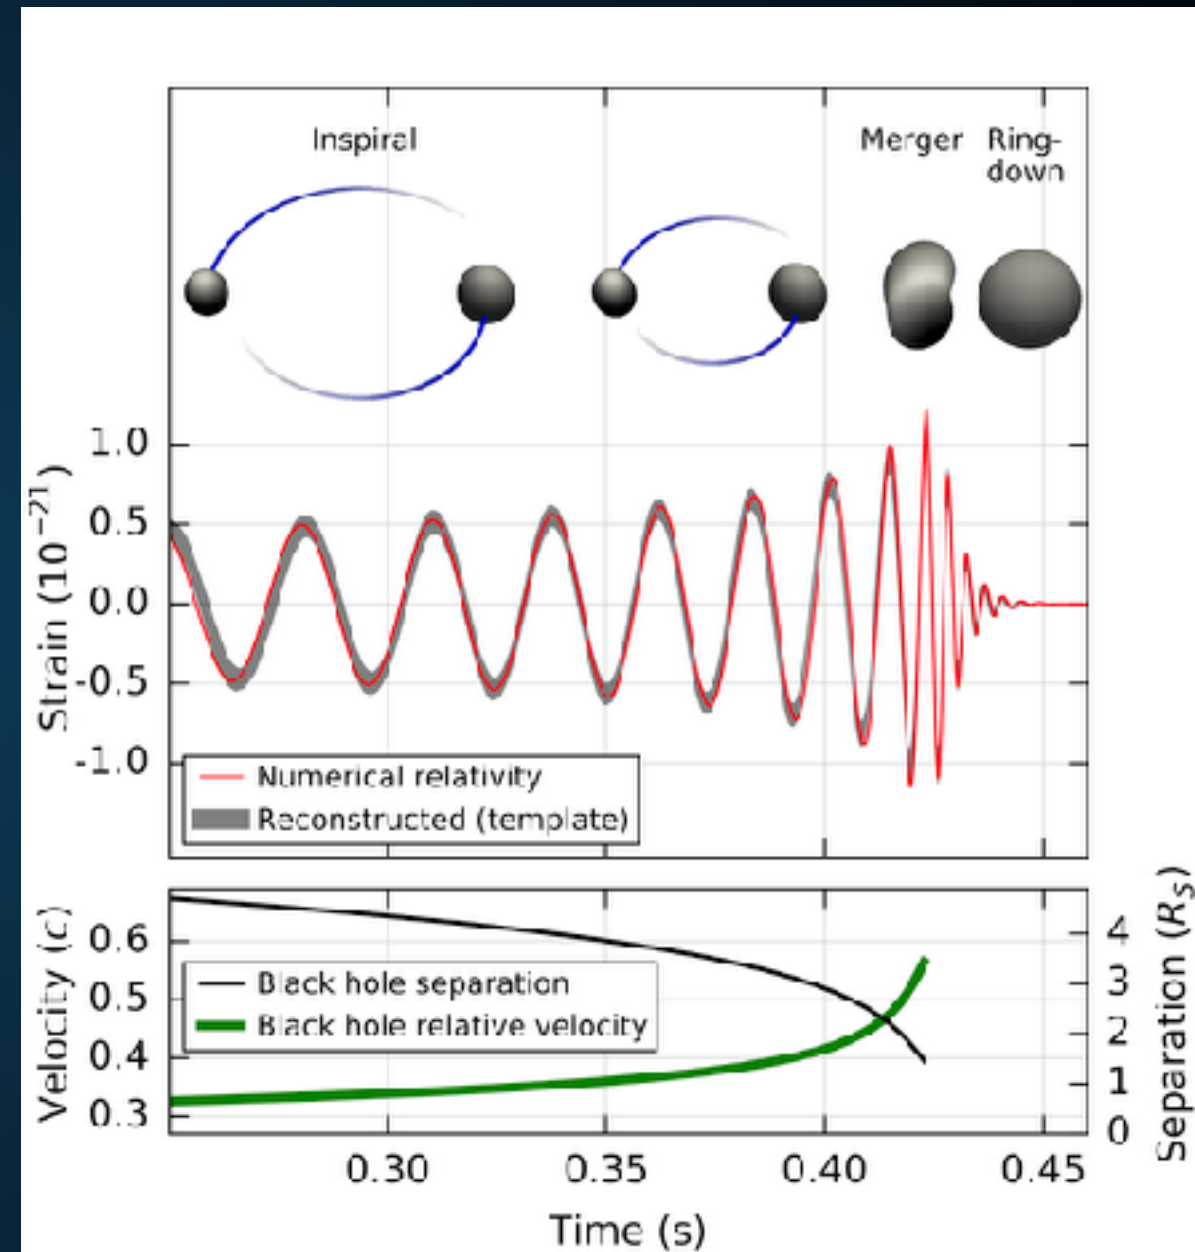 Inspiral
Merger
Ring-
down
Strain (10⁻²¹)
1.0
0.5
0.0
-0.5
-1.0
Numerical relativity
Reconstructed (template)
Velocity (c)
0.6
0.5
0.4
0.3
Black hole separation
Black hole relative velocity
4
3
2
1
0
Separation (R_S)
0.30
0.35
0.40
0.45
Time (s)